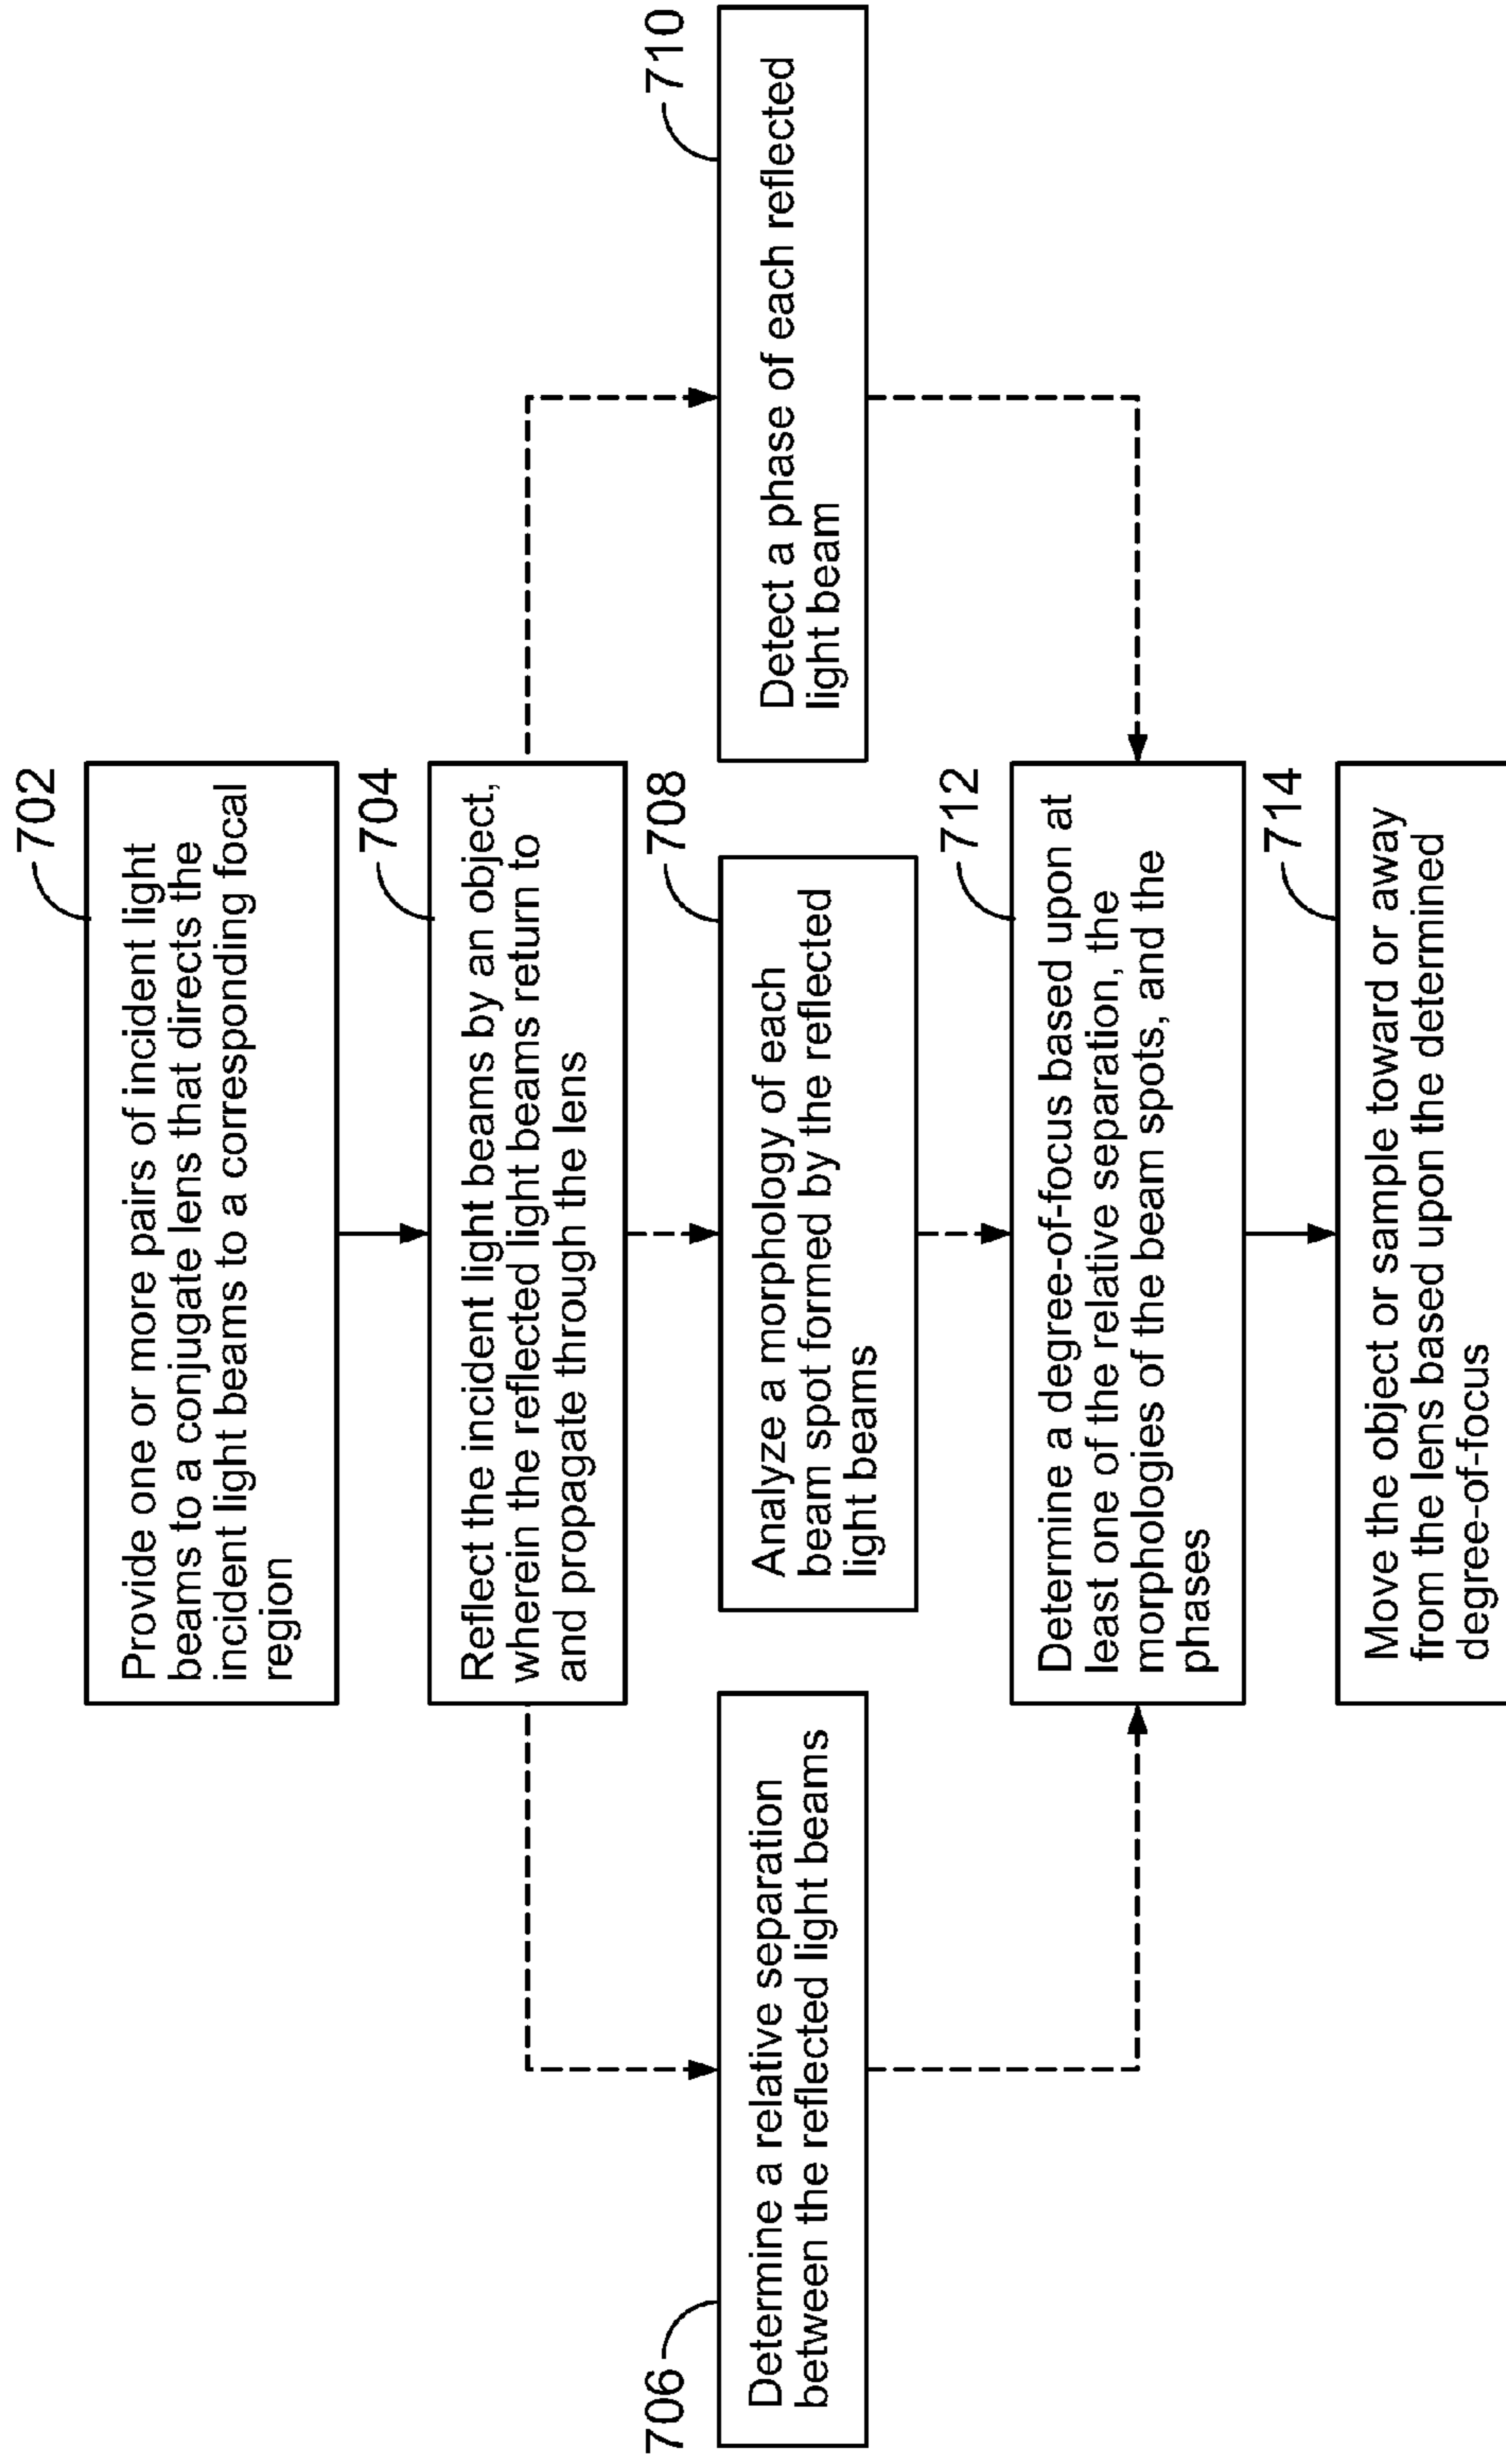 702
Provide one or more pairs of incident light
beams to a conjugate lens that directs the
incident light beams to a corresponding focal
region
704
Reflect the incident light beams by an object,
wherein the reflected light beams return to
and propagate through the lens
706
Determine a relative separation
between the reflected light beams
708
Analyze a morphology of each
beam spot formed by the reflected
light beams
710
Detect a phase of each reflected
light beam
712
Determine a degree-of-focus based upon at
least one of the relative separation, the
morphologies of the beam spots, and the
phases
714
Move the object or sample toward or away
from the lens based upon the determined
degree-of-focus